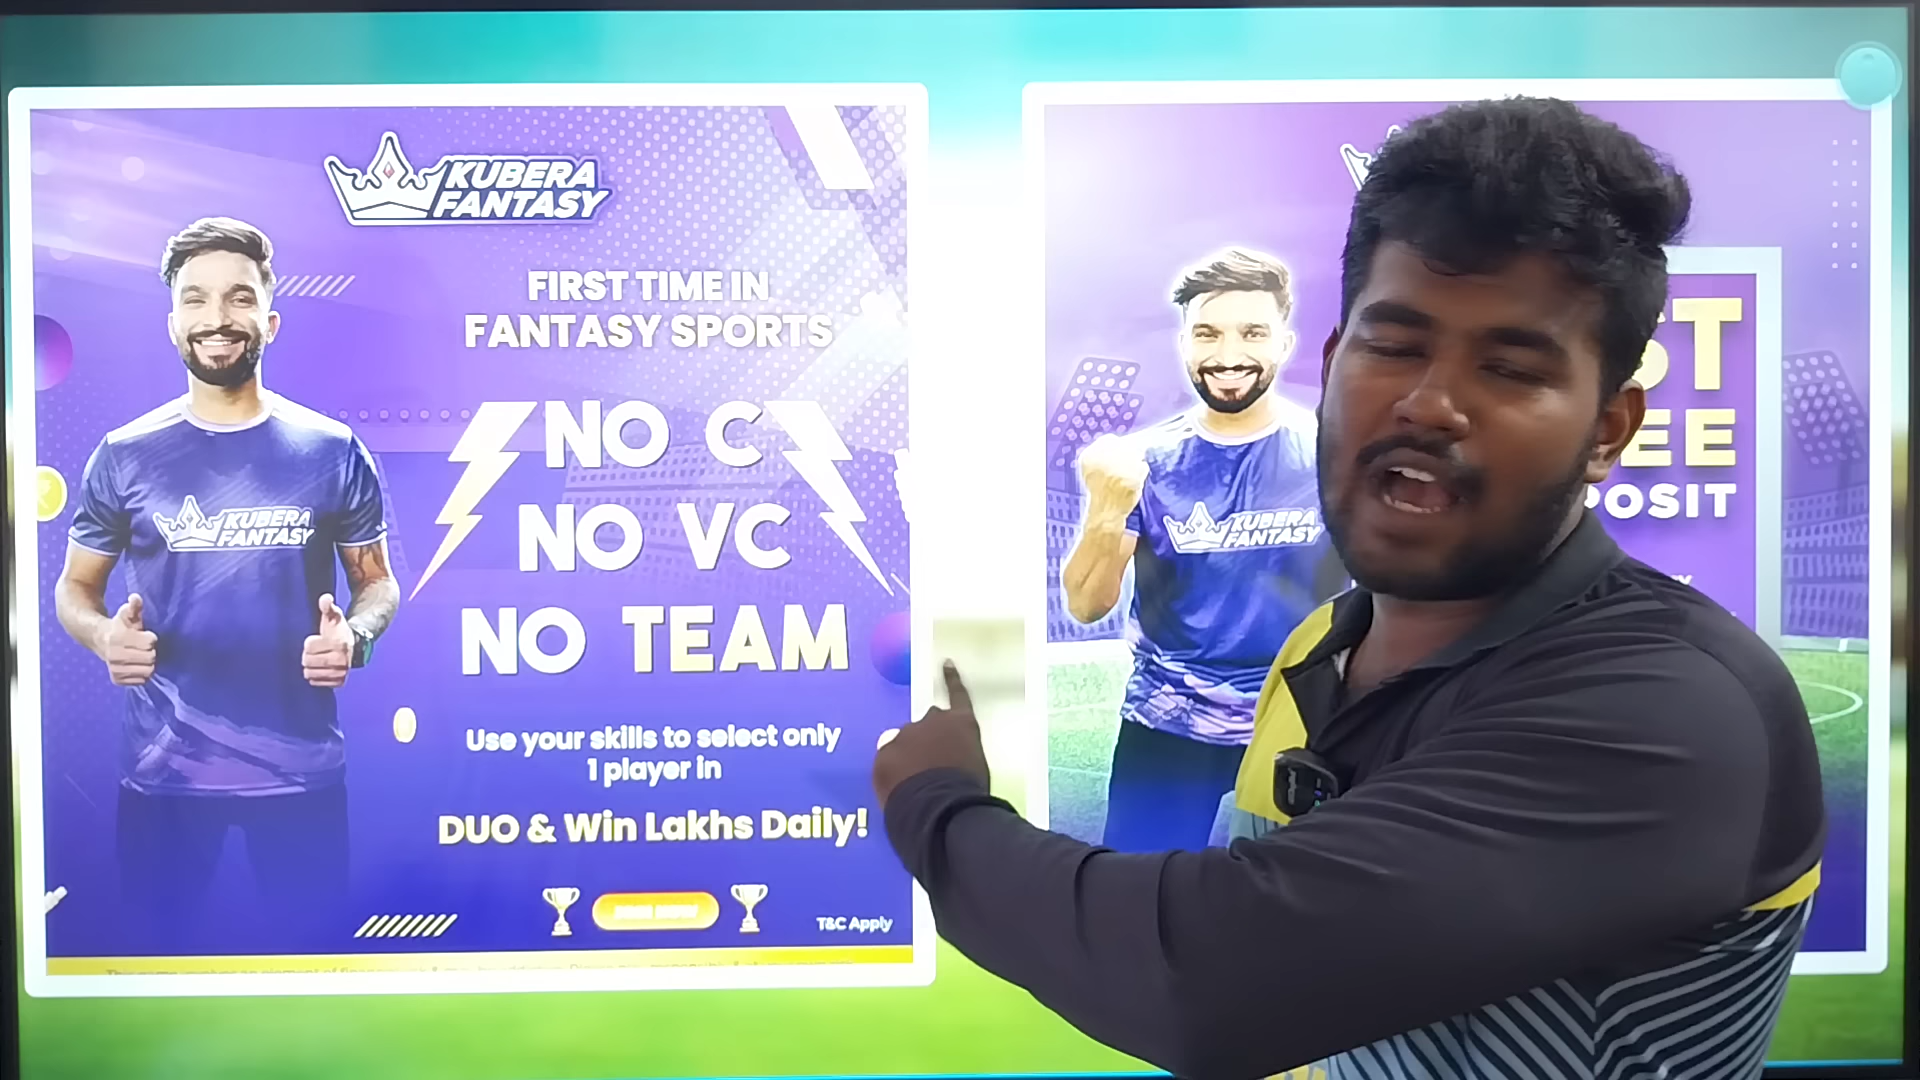 KUBERA
FANTASY
FIRST TIME IN
FANTASY SPORTS
NO C
NO VC
NO TEAM
Use your skills to select only
1 player in
DUO & Win Lakhs Daily!
T&C Apply
KUBERA
FANTASY
KUBERA
FANTASY
ST
EE
POSIT